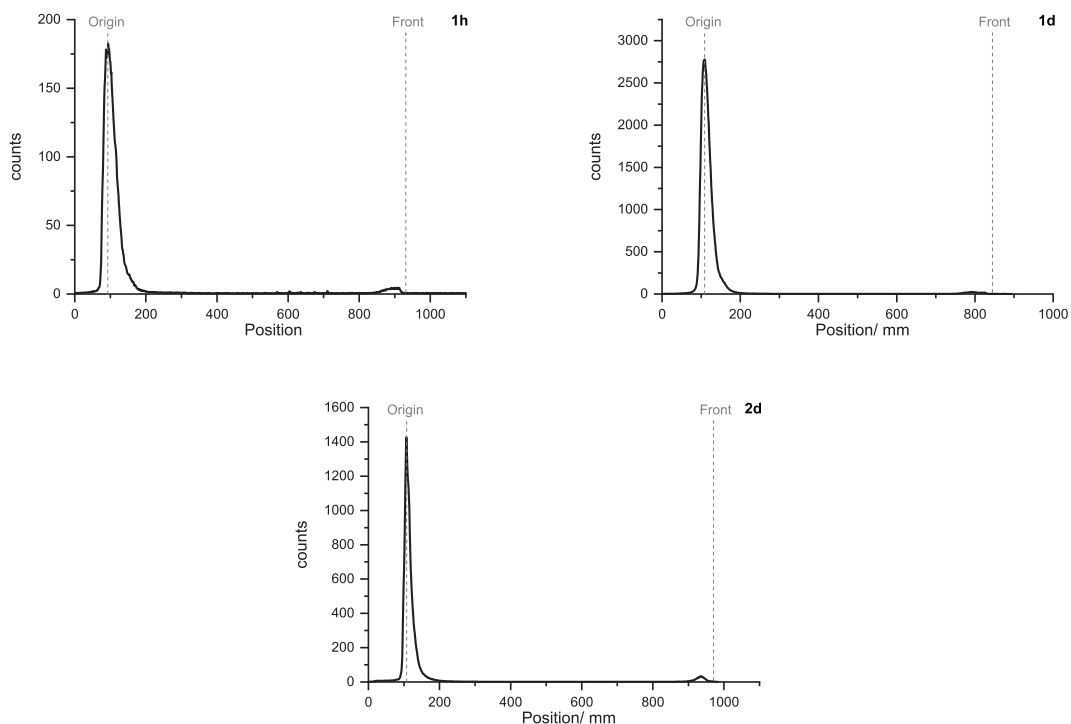 Origin Front 1h
200
150
100
50
0
counts
0 200 400 600 800 1000
Position
Origin Front 1d
3000
2500
2000
1500
1000
500
0
counts
0 200 400 600 800 1000
Position/ mm
Origin Front 2d
1600
1400
1200
1000
800
600
400
200
0
counts
0 200 400 600 800 1000
Position/ mm